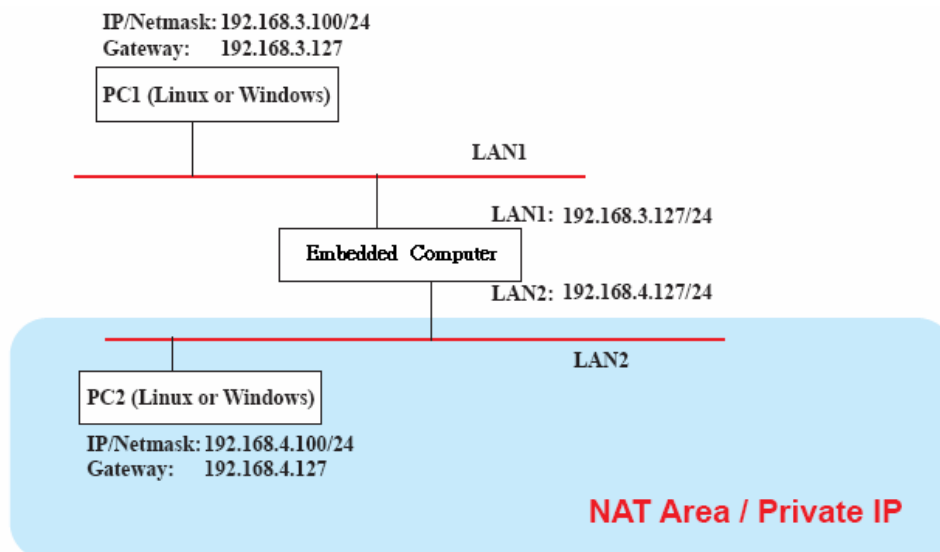 IP/Netmask: 192.168.3.100/24
Gateway: 192.168.3.127
PC1 (Linux or Windows)
LAN1
LAN1: 192.168.3.127/24
Embedded Computer
LAN2: 192.168.4.127/24
LAN2
PC2 (Linux or Windows)
IP/Netmask: 192.168.4.100/24
Gateway: 192.168.4.127
NAT Area / Private IP